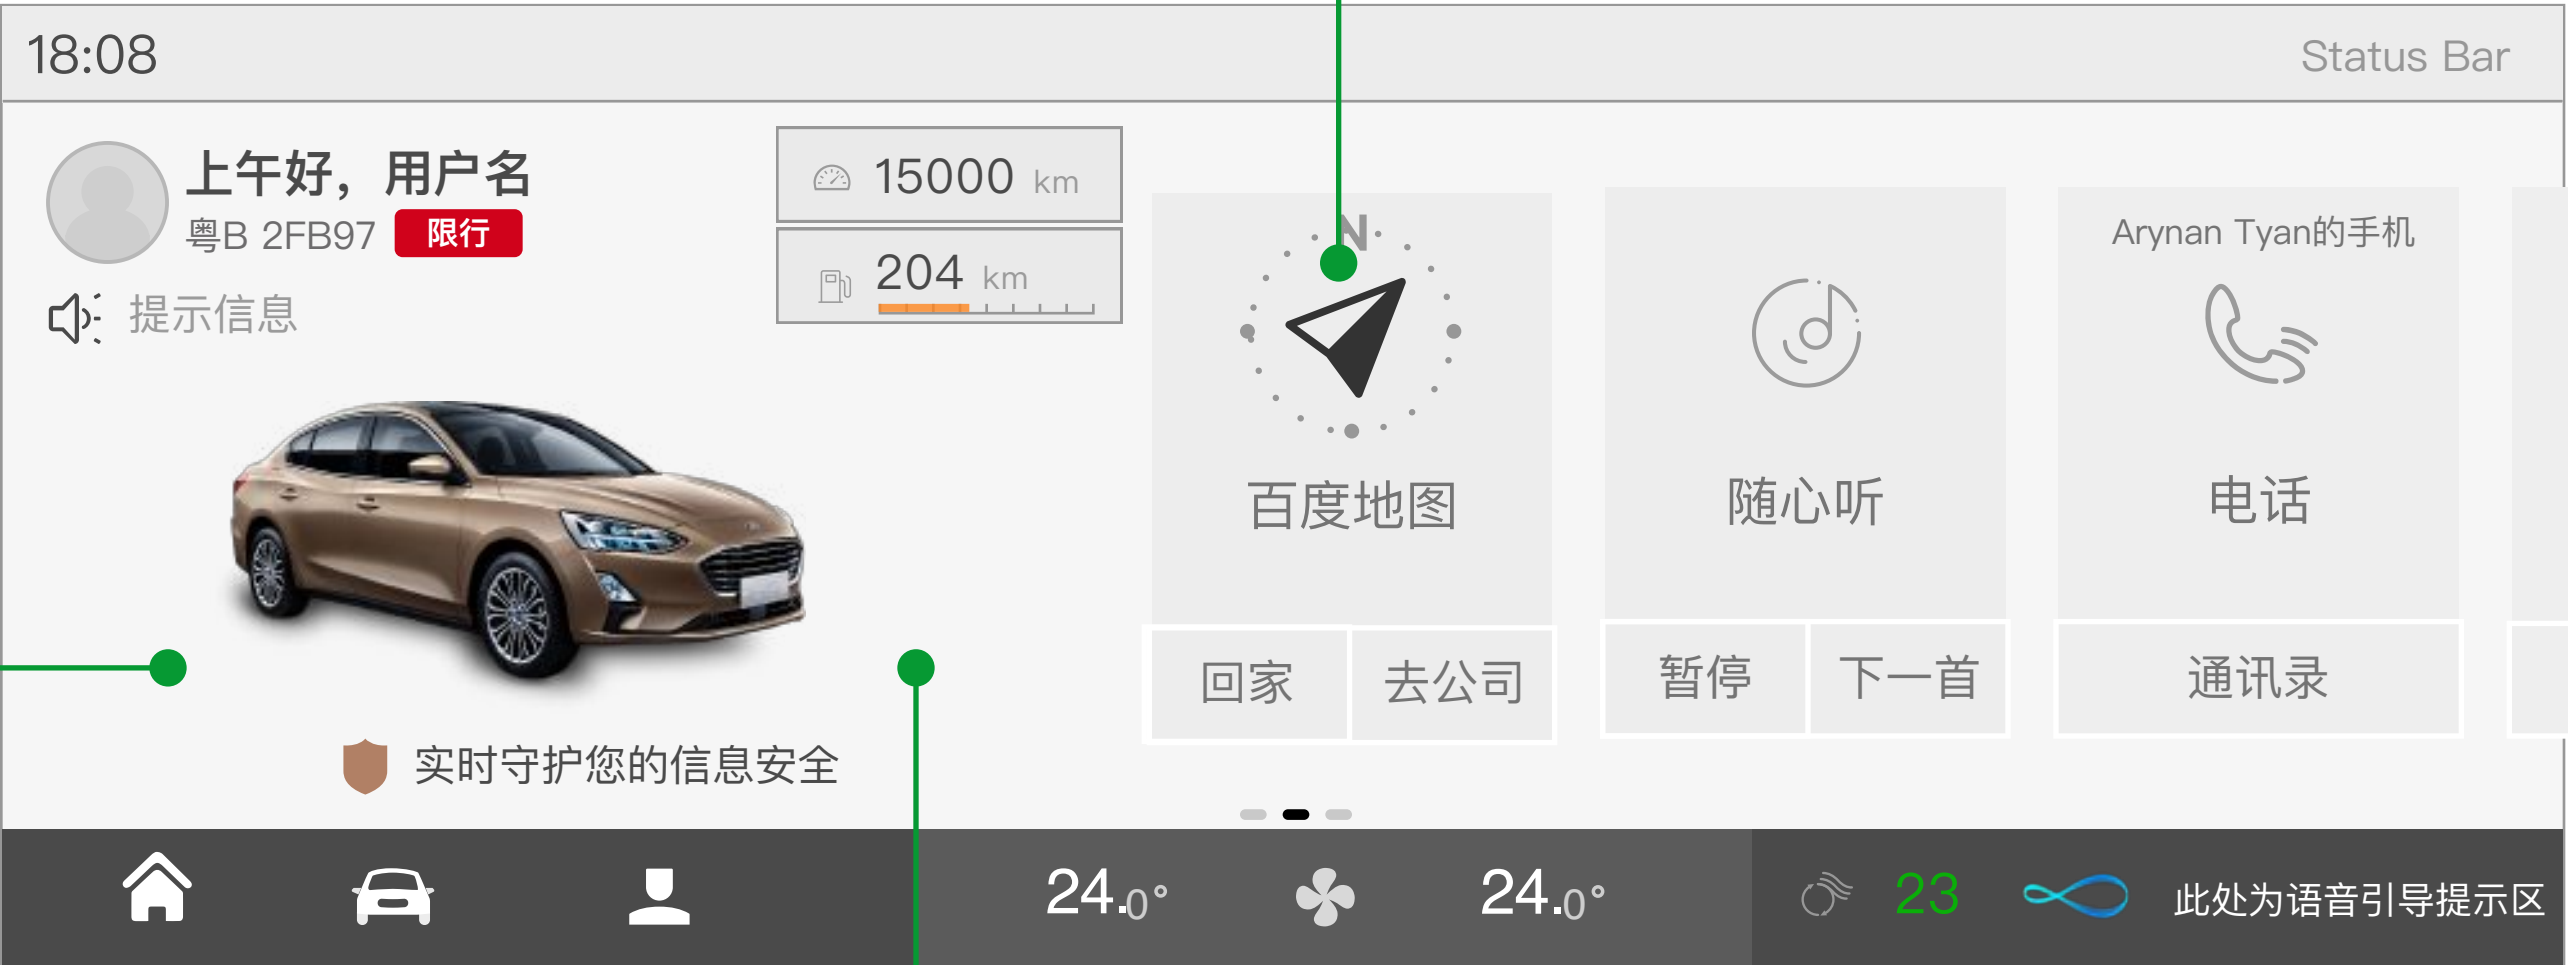 18:08
Status Bar
上午好，用户名
粤B 2FB97 限行
提示信息
15000 km
204 km
N
百度地图
回家 去公司
随心听
暂停 下一首
Arynan Tyan的手机
电话
通讯录
实时守护您的信息安全
24.0° 24.0° 23 此处为语音引导提示区